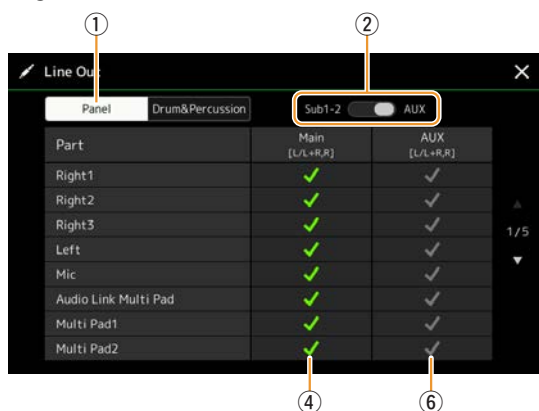 ① ②
Line Ou
Panel Drum&Percussion Sub1-2 AUX
Part Main AUX
[L/L+R,R] [L/L+R,R]
Right1
Right2
Right3
1/5
Left
Mic
Audio Link Multi Pad
Multi Pad1
Multi Pad2
④ ⑥